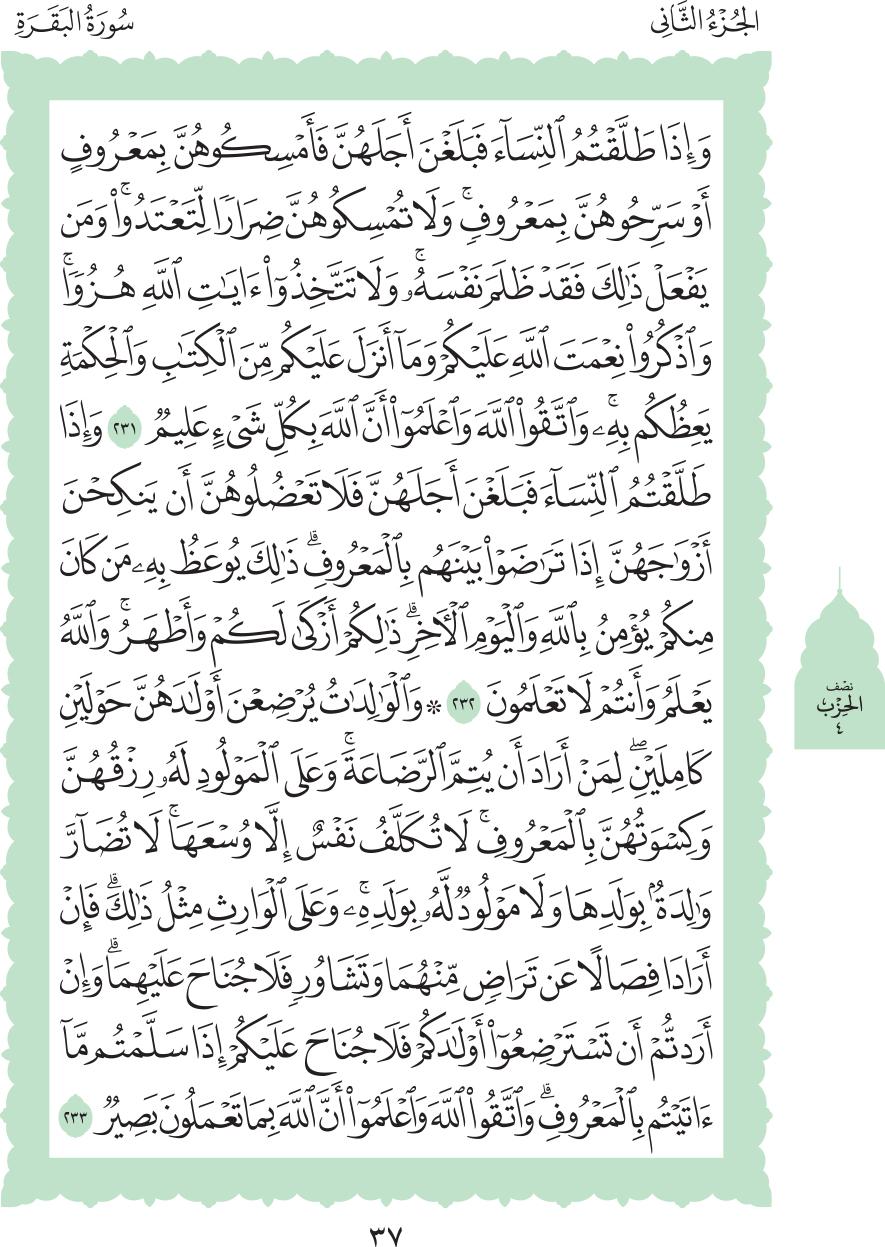 الجُزْءُ الثَّانِي
سُورَةُ البَقَرَةِ
وَإِذَا طَلَّقْتُمُ ٱلنِّسَآءَ فَبَلَغْنَ أَجَلَهُنَّ فَأَمْسِكُوهُنَّ بِمَعْرُوفٍ
أَوْ سَرِّحُوهُنَّ بِمَعْرُوفٖۚ وَلَا تُمْسِكُوهُنَّ ضِرَارٗا لِّتَعْتَدُواْۚ وَمَن
يَفْعَلْ ذَٰلِكَ فَقَدْ ظَلَمَ نَفْسَهُۥۚ وَلَا تَتَّخِذُوٓاْ ءَايَٰتِ ٱللَّهِ هُزُوٗاۚ
وَٱذْكُرُواْ نِعْمَتَ ٱللَّهِ عَلَيْكُمْ وَمَآ أَنزَلَ عَلَيْكُم مِّنَ ٱلْكِتَٰبِ وَٱلْحِكْمَةِ
يَعِظُكُم بِهِۦۚ وَٱتَّقُواْ ٱللَّهَ وَٱعْلَمُوٓاْ أَنَّ ٱللَّهَ بِكُلِّ شَيْءٍ عَلِيمٞ ٢٣١ وَإِذَا
طَلَّقْتُمُ ٱلنِّسَآءَ فَبَلَغْنَ أَجَلَهُنَّ فَلَا تَعْضُلُوهُنَّ أَن يَنكِحْنَ
أَزْوَٰجَهُنَّ إِذَا تَرَٰضَوْاْ بَيْنَهُم بِٱلْمَعْرُوفِۗ ذَٰلِكَ يُوعَظُ بِهِۦ مَن كَانَ
مِنكُمْ يُؤْمِنُ بِٱللَّهِ وَٱلْيَوْمِ ٱلْأٓخِرِۗ ذَٰلِكُمْ أَزْكَىٰ لَكُمْ وَأَطْهَرُۚ وَٱللَّهُ
يَعْلَمُ وَأَنتُمْ لَا تَعْلَمُونَ ٢٣٢ ۞ وَٱلْوَٰلِدَٰتُ يُرْضِعْنَ أَوْلَٰدَهُنَّ حَوْلَيْنِ
كَامِلَيْنِۖ لِمَنْ أَرَادَ أَن يُتِمَّ ٱلرَّضَاعَةَۚ وَعَلَى ٱلْمَوْلُودِ لَهُۥ رِزْقُهُنَّ
وَكِسْوَتُهُنَّ بِٱلْمَعْرُوفِۚ لَا تُكَلَّفُ نَفْسٌ إِلَّا وُسْعَهَاۚ لَا تُضَآرَّ
وَٰلِدَةُۢ بِوَلَدِهَا وَلَا مَوْلُودٞ لَّهُۥ بِوَلَدِهِۦۚ وَعَلَى ٱلْوَارِثِ مِثْلُ ذَٰلِكَۗ فَإِنْ
أَرَادَا فِصَالًا عَن تَرَاضٖ مِّنْهُمَا وَتَشَاوُرٖ فَلَا جُنَاحَ عَلَيْهِمَاۗ وَإِنْ
أَرَدتُّمْ أَن تَسْتَرْضِعُوٓاْ أَوْلَٰدَكُمْ فَلَا جُنَاحَ عَلَيْكُمْ إِذَا سَلَّمْتُم مَّآ
ءَاتَيْتُم بِٱلْمَعْرُوفِۗ وَٱتَّقُواْ ٱللَّهَ وَٱعْلَمُوٓاْ أَنَّ ٱللَّهَ بِمَا تَعْمَلُونَ بَصِيرٞ ٢٣٣
نصف
الحِزْب
٤
٣٧